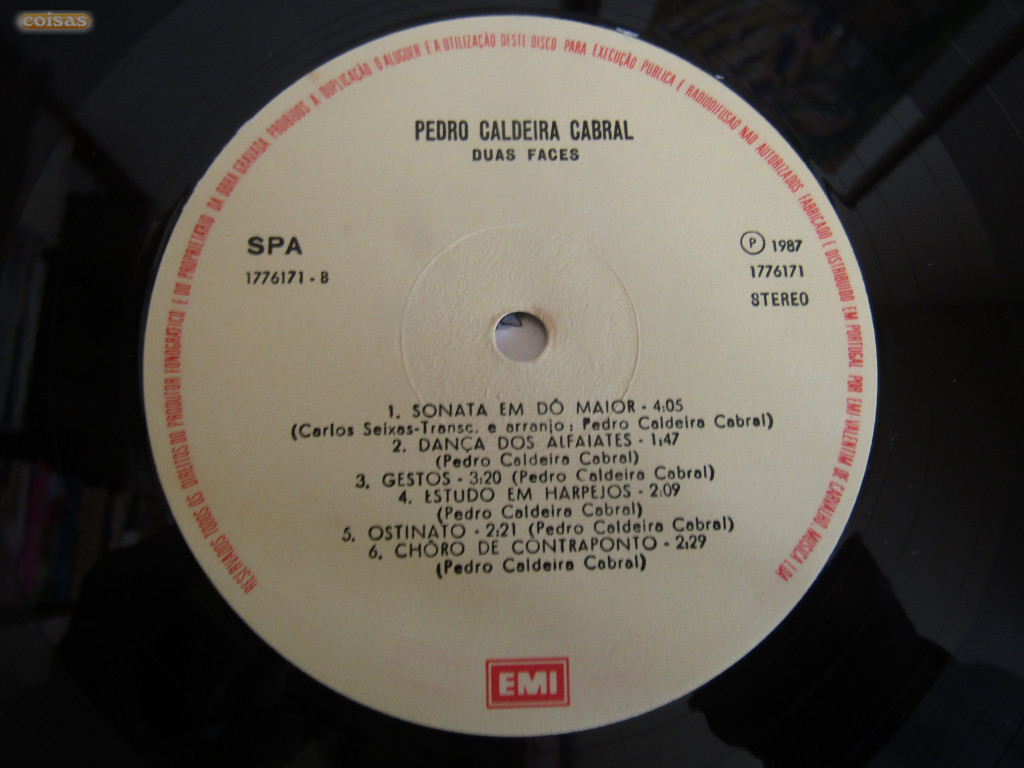 coisas
RESERVADOS TODOS OS DIREITOS DO PRODUTOR FONOGRÁFICO E DO PROPRIETÁRIO DA OBRA GRAVADA PROIBIDOS A DUPLICAÇÃO O ALUGUER E A UTILIZAÇÃO DESTE DISCO PARA EXECUÇÃO PUBLICA E RADIODIFUSÃO NÃO AUTORIZADOS FABRICADO E DISTRIBUIDO EM PORTUGAL POR EMI-VALENTIM DE CARVALHO MUSICA LDA
PEDRO CALDEIRA CABRAL
DUAS FACES
SPA
1776171 - B
Ⓟ 1987
1776171
STEREO
1. SONATA EM DÔ MAIOR - 4:05
(Carlos Seixas-Transc. e arranjo: Pedro Caldeira Cabral)
2. DANÇA DOS ALFAIATES - 1:47
(Pedro Caldeira Cabral)
3. GESTOS - 3:20 (Pedro Caldeira Cabral)
4. ESTUDO EM HARPEJOS - 2:09
(Pedro Caldeira Cabral)
5. OSTINATO - 2:21 (Pedro Caldeira Cabral)
6. CHÔRO DE CONTRAPONTO - 2:29
(Pedro Caldeira Cabral)
EMI